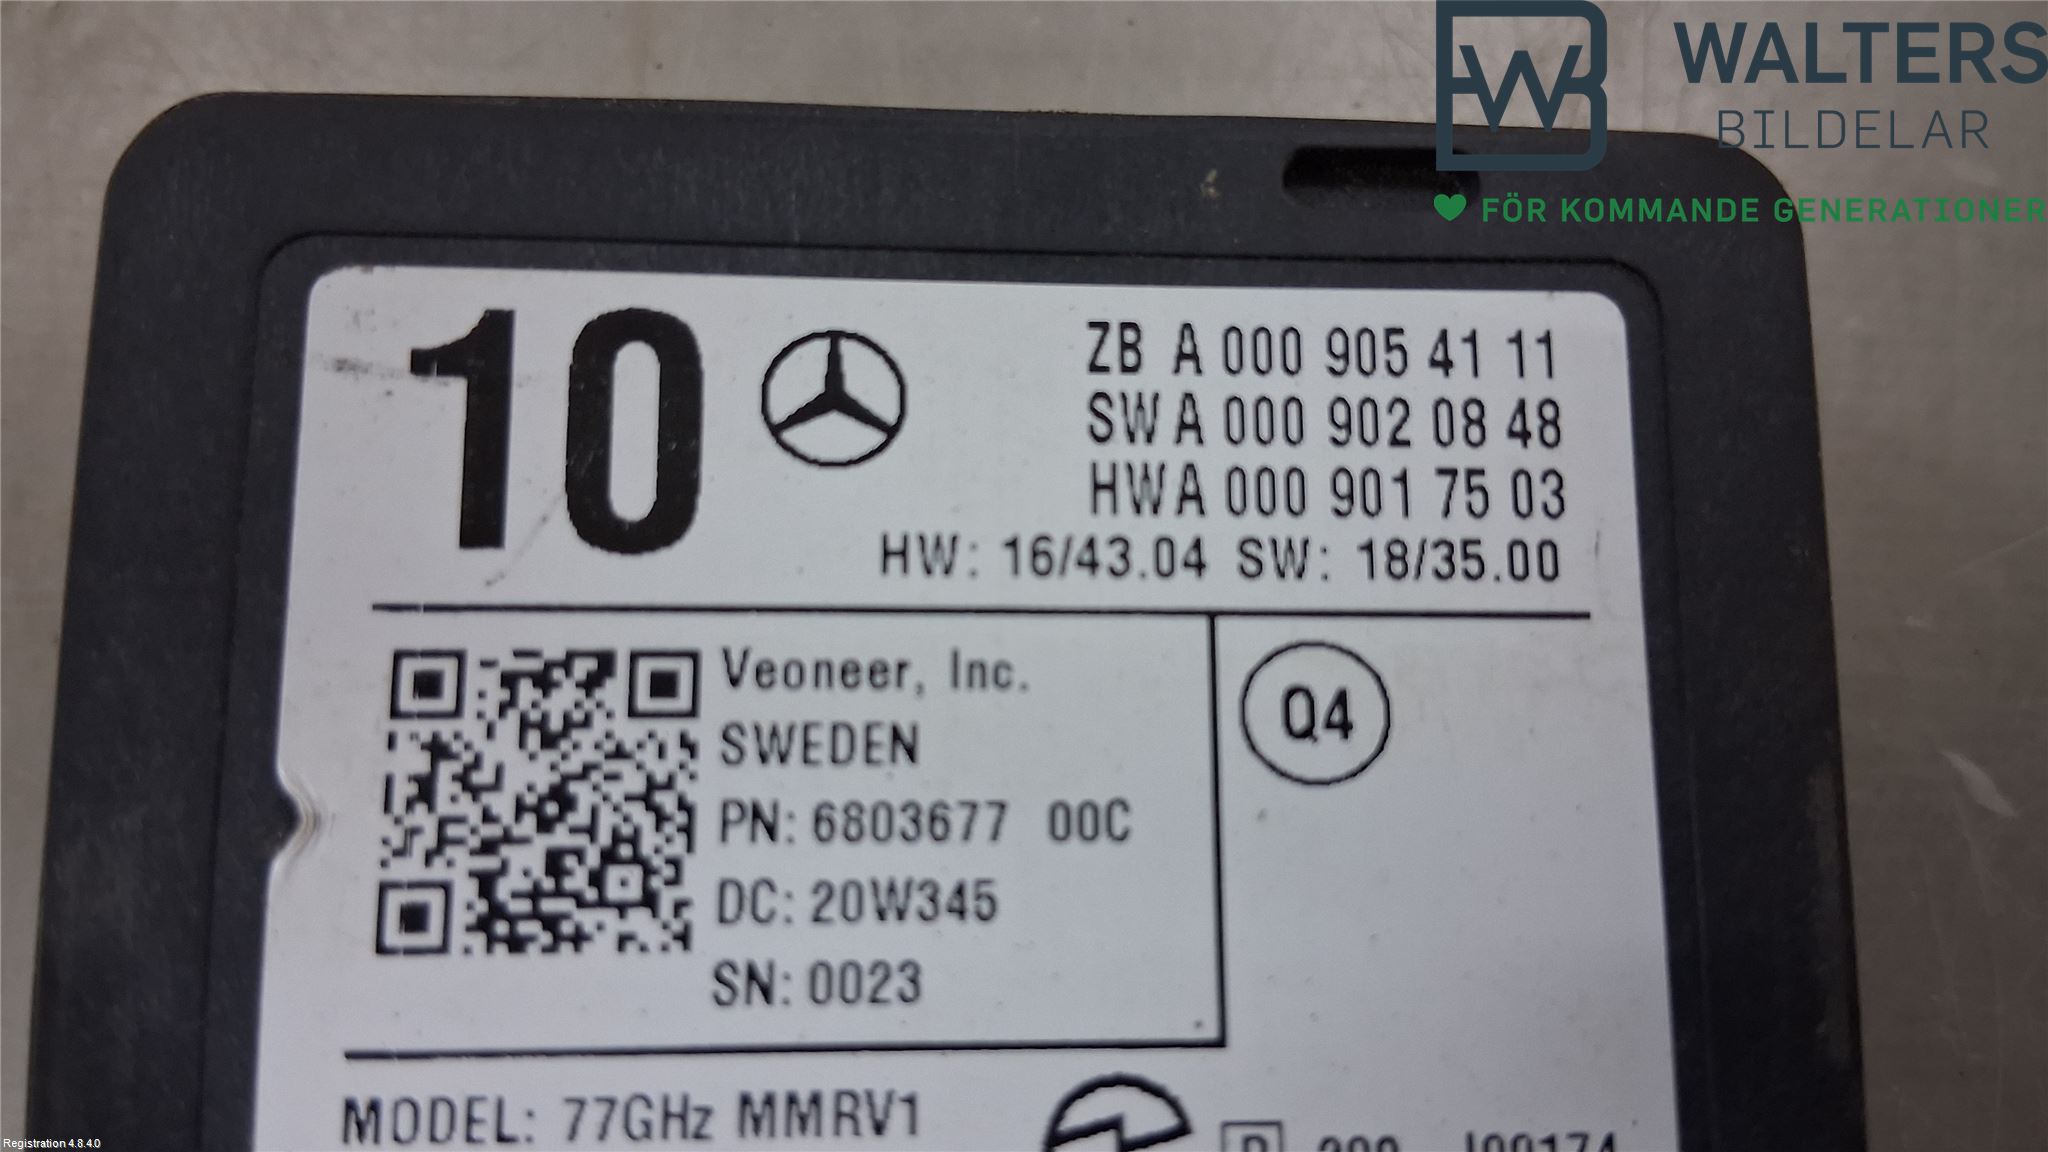 WALTERS
BILDELAR
FÖR KOMMANDE GENERATIONER
10
ZB A 000 905 41 11
SW A 000 902 08 48
HW A 000 901 75 03
HW: 16/43.04 SW: 18/35.00
Veoneer, Inc.
SWEDEN
PN: 6803677 00C
DC: 20W345
SN: 0023
Q4
MODEL: 77GHz MMRV1
Registration 4.8.4.0